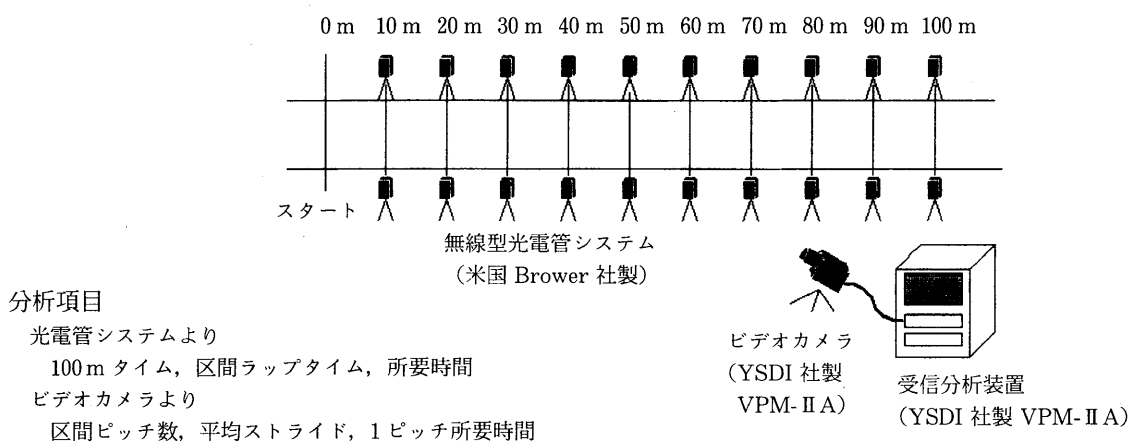 0 m 10 m 20 m 30 m 40 m 50 m 60 m 70 m 80 m 90 m 100 m
スタート
無線型光電管システム
（米国 Brower 社製）
分析項目
光電管システムより
100m タイム，区間ラップタイム，所要時間
ビデオカメラより
区間ピッチ数，平均ストライド，1 ピッチ所要時間
ビデオカメラ
（YSDI 社製
VPM-ⅡA）
受信分析装置
（YSDI 社製 VPM-ⅡA）